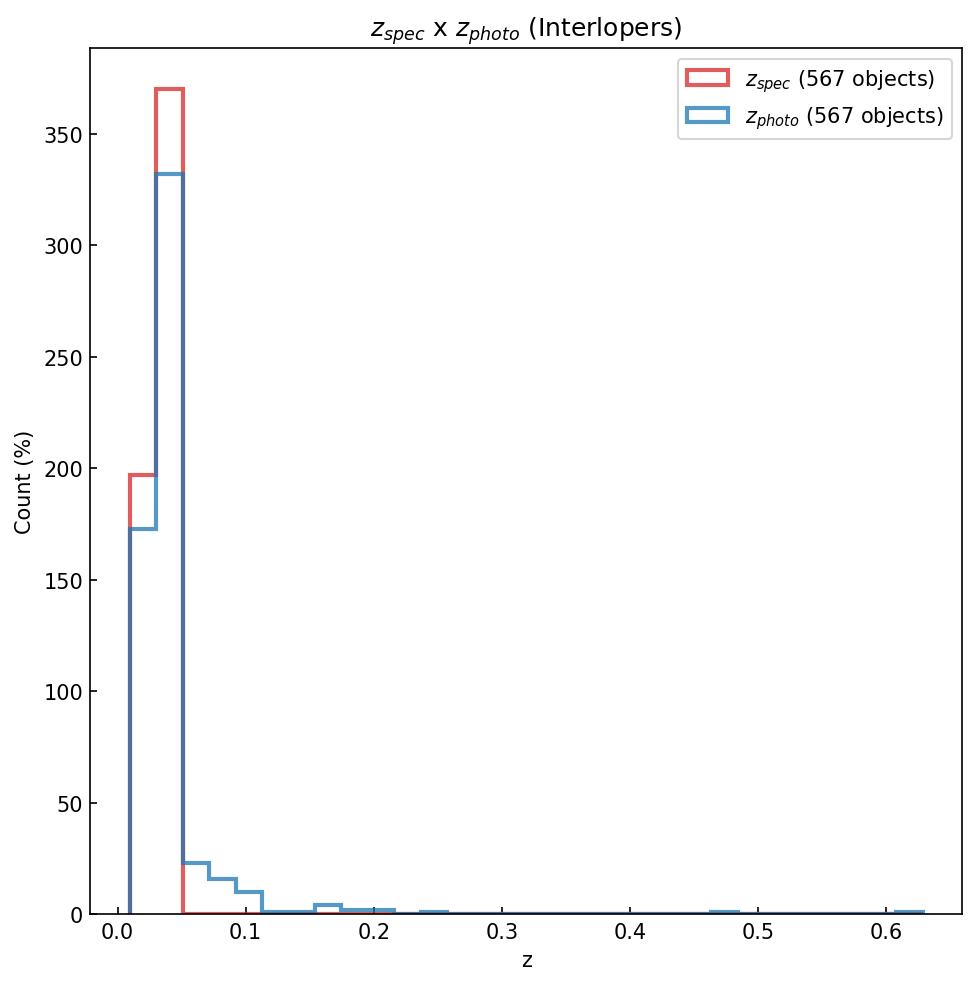 z_spec x z_photo (Interlopers)
z_spec (567 objects)
z_photo (567 objects)
Count (%)
350
300
250
200
150
100
50
0
0.0 0.1 0.2 0.3 0.4 0.5 0.6
z